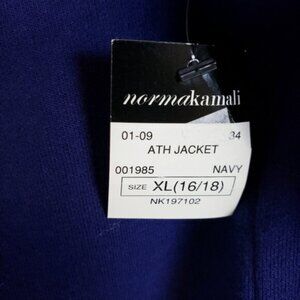 normakamali
01-09 34
ATH JACKET
001985 NAVY
SIZE XL(16/18)
NK197102